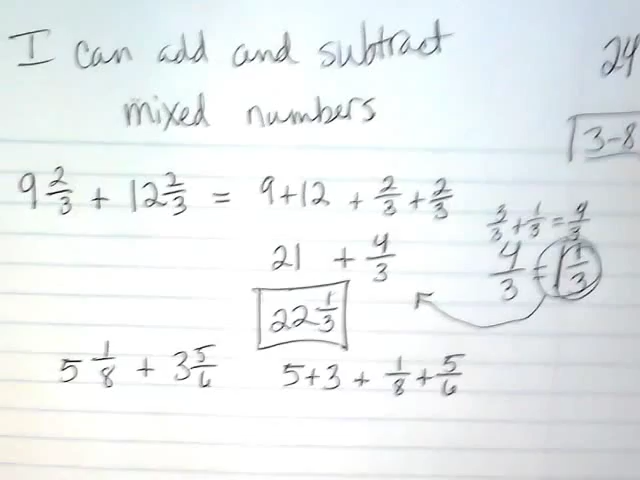 I can add and subtract
mixed numbers
24
3-8
9 2/3 + 12 2/3 = 9+12 + 2/3 + 2/3
3/3 + 1/3 = 4/3
21 + 4/3
4/3 = 1 1/3
22 1/3
5 1/8 + 3 5/6 5+3 + 1/8 + 5/6